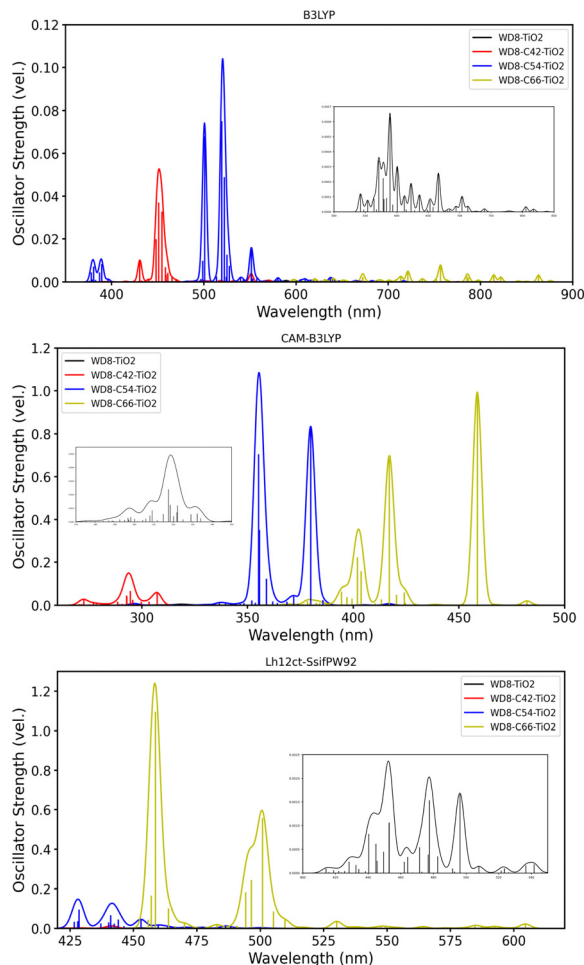 B3LYP
Oscillator Strength (vel.)
0.12
0.10
0.08
0.06
0.04
0.02
0.00
WD8-TiO2
WD8-C42-TiO2
WD8-C54-TiO2
WD8-C66-TiO2
400
500
600
700
800
900
Wavelength (nm)
CAM-B3LYP
Oscillator Strength (vel.)
1.2
1.0
0.8
0.6
0.4
0.2
0.0
WD8-TiO2
WD8-C42-TiO2
WD8-C54-TiO2
WD8-C66-TiO2
300
350
400
450
500
Wavelength (nm)
Lh12ct-SsifPW92
Oscillator Strength (vel.)
1.2
1.0
0.8
0.6
0.4
0.2
0.0
WD8-TiO2
WD8-C42-TiO2
WD8-C54-TiO2
WD8-C66-TiO2
425
450
475
500
525
550
575
600
Wavelength (nm)